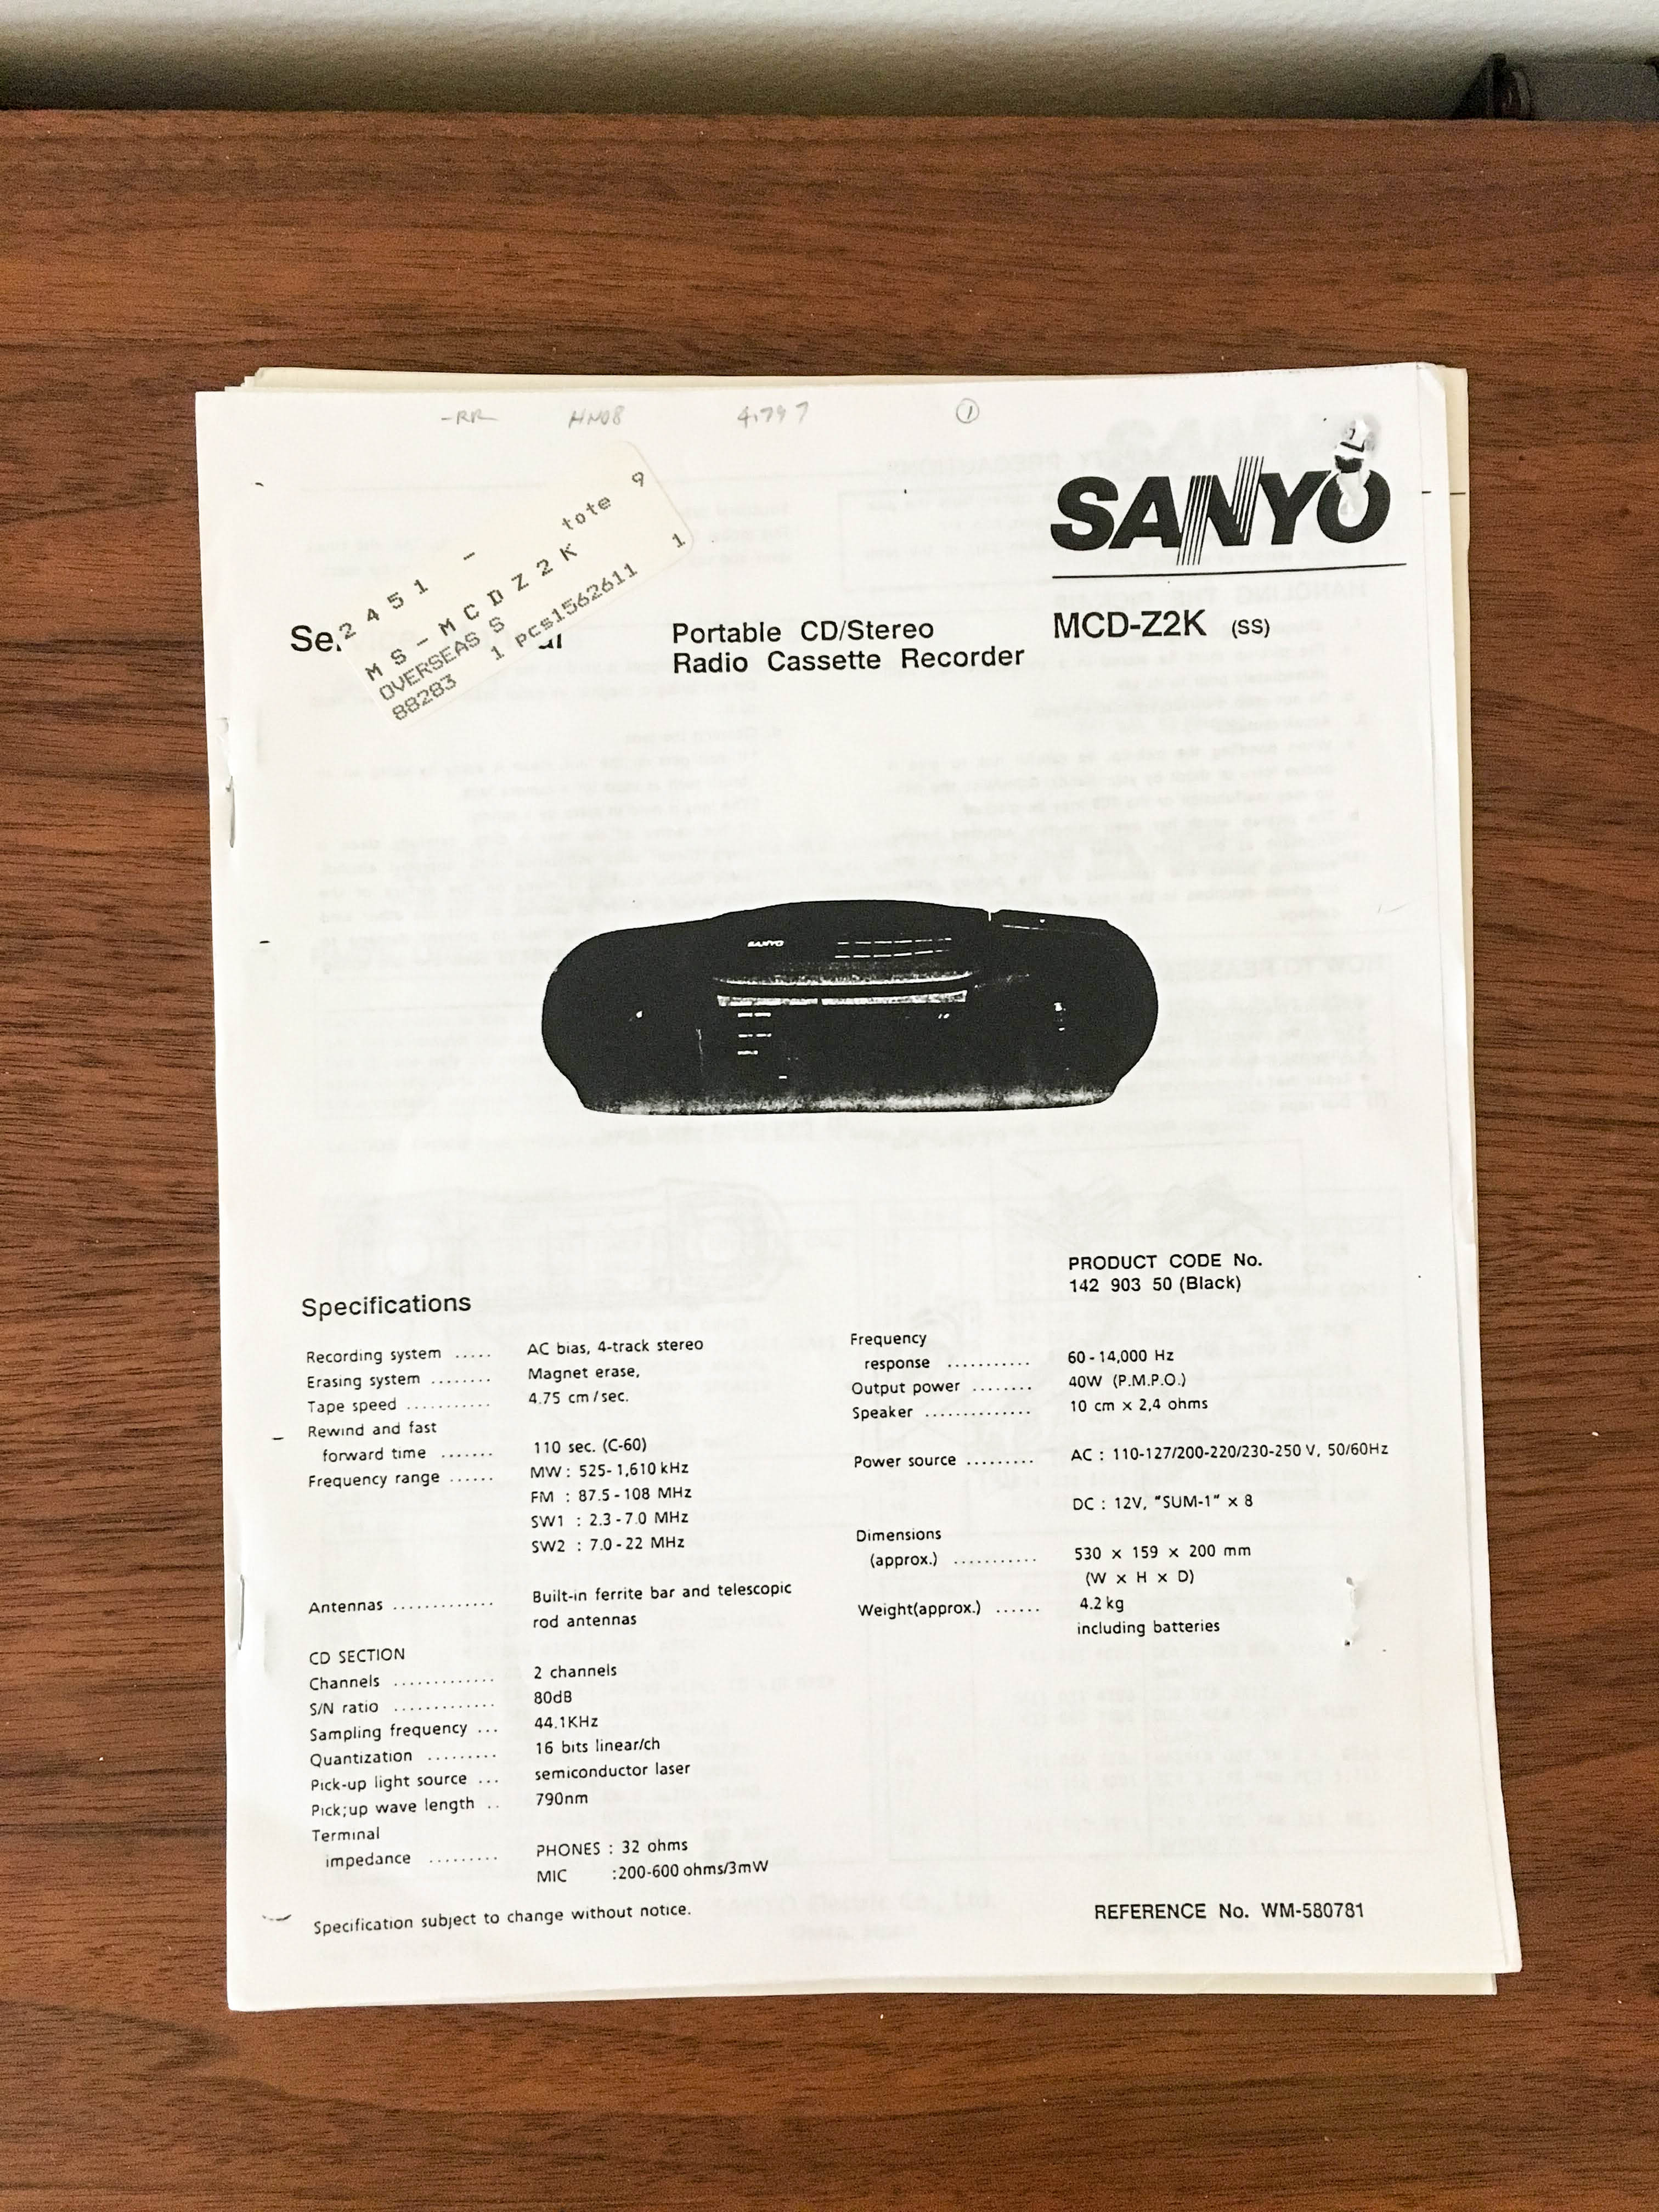 -RR HN08 4,797 1
SANYO
2451 - tote 9
MS-MCDZ2K
OVERSEAS S 1
88283 1 pcs1562611
Portable CD/Stereo
Radio Cassette Recorder
MCD-Z2K (SS)
SANYO
PRODUCT CODE No.
142 903 50 (Black)
Specifications
Recording system ..... AC bias, 4-track stereo
Erasing system ........ Magnet erase,
Tape speed ........... 4.75 cm/sec.
Rewind and fast
forward time ....... 110 sec. (C-60)
Frequency range ...... MW : 525-1,610 kHz
FM : 87.5-108 MHz
SW1 : 2.3-7.0 MHz
SW2 : 7.0-22 MHz
Antennas ............. Built-in ferrite bar and telescopic
rod antennas
CD SECTION
Channels ............. 2 channels
S/N ratio ............. 80dB
Sampling frequency ... 44.1KHz
Quantization ......... 16 bits linear/ch
Pick-up light source ... semiconductor laser
Pick;up wave length .. 790nm
Terminal
impedance ......... PHONES : 32 ohms
MIC :200-600 ohms/3mW
Frequency
response ........... 60-14,000 Hz
Output power ........ 40W (P.M.P.O.)
Speaker .............. 10 cm × 2,4 ohms
Power source ......... AC : 110-127/200-220/230-250 V, 50/60Hz
DC : 12V, "SUM-1" × 8
Dimensions
(approx.) ........... 530 × 159 × 200 mm
(W × H × D)
Weight(approx.) ...... 4.2 kg
including batteries
Specification subject to change without notice.
REFERENCE No. WM-580781